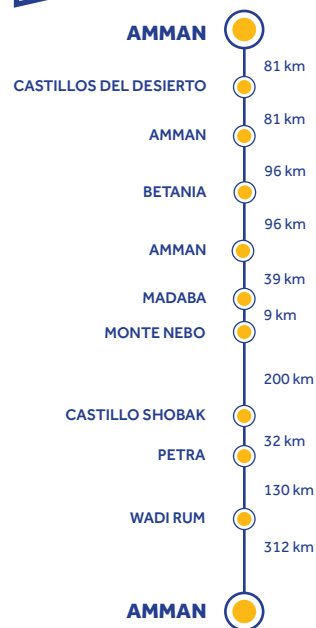 AMMAN
81 km
CASTILLOS DEL DESIERTO
81 km
AMMAN
96 km
BETANIA
96 km
AMMAN
39 km
MADABA
9 km
MONTE NEBO
200 km
CASTILLO SHOBAK
32 km
PETRA
130 km
WADI RUM
312 km
AMMAN